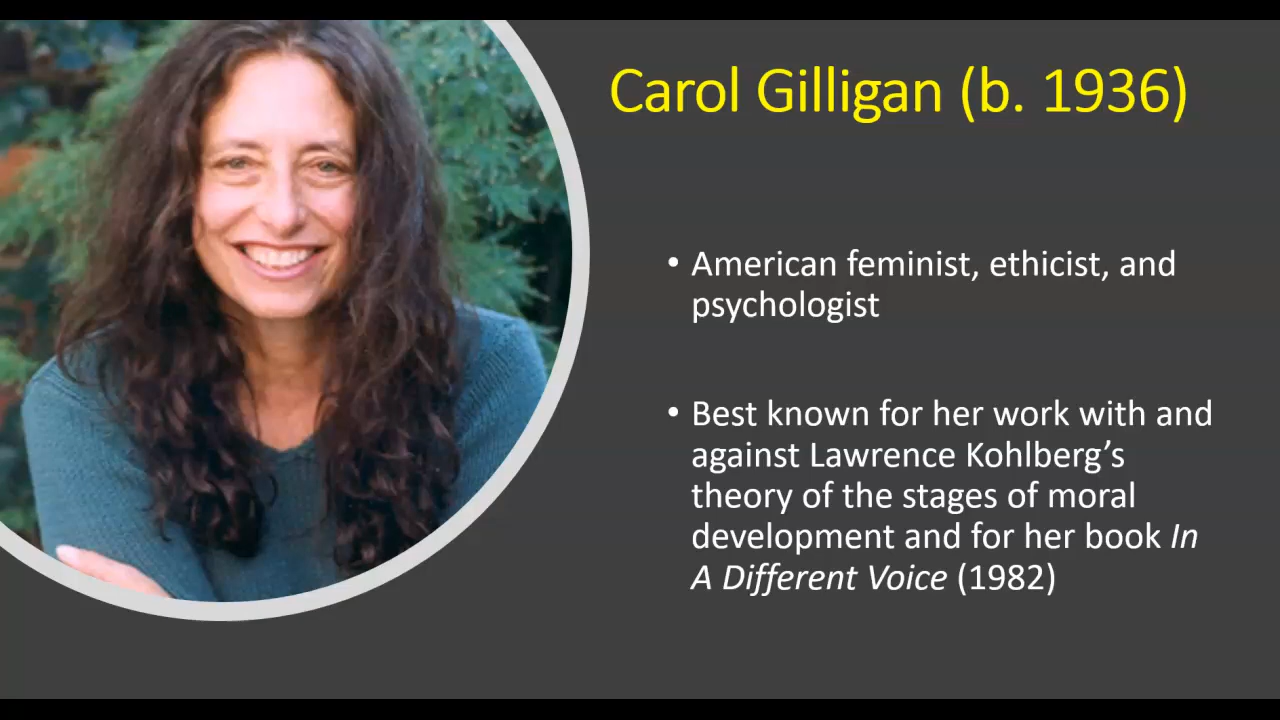 Carol Gilligan (b. 1936)
• American feminist, ethicist, and
psychologist
• Best known for her work with and
against Lawrence Kohlberg’s
theory of the stages of moral
development and for her book In
A Different Voice (1982)